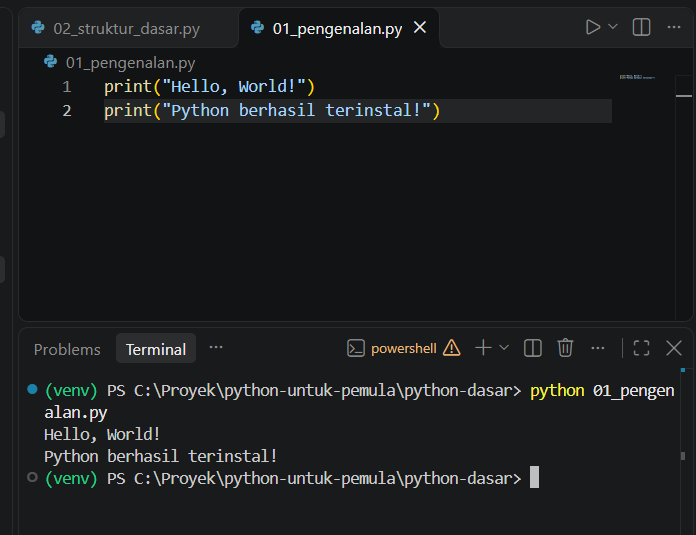 02_struktur_dasar.py
01_pengenalan.py
01_pengenalan.py
1 print("Hello, World!")
2 print("Python berhasil terinstal!")
Problems
Terminal
powershell
(venv) PS C:\Proyek\python-untuk-pemula\python-dasar> python 01_pengen
alan.py
Hello, World!
Python berhasil terinstal!
(venv) PS C:\Proyek\python-untuk-pemula\python-dasar>